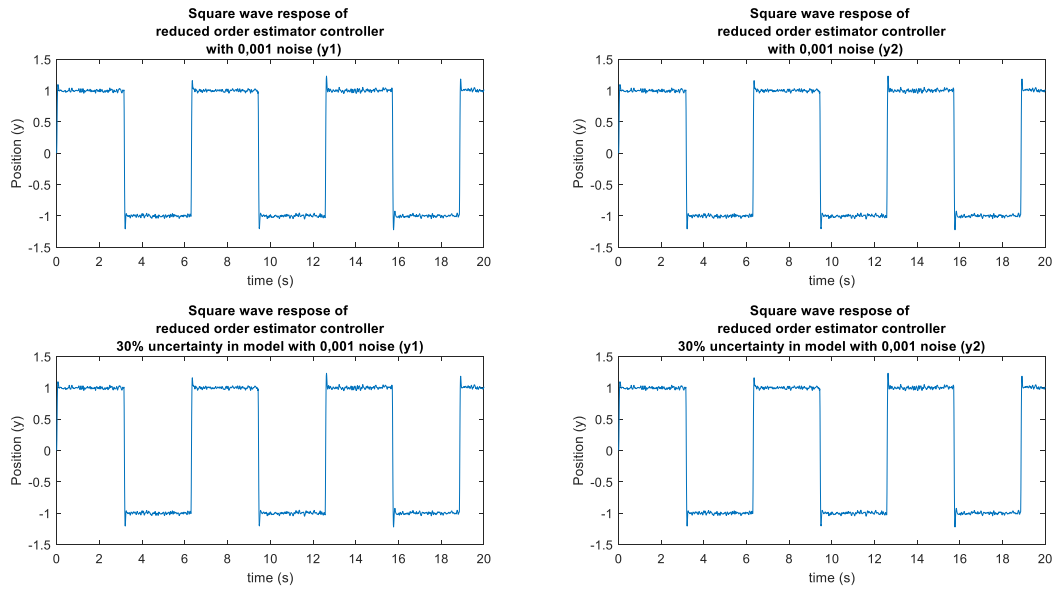 Square wave respose of
reduced order estimator controller
with 0,001 noise (y1)
1.5
1
0.5
0
-0.5
-1
-1.5
Position (y)
0 2 4 6 8 10 12 14 16 18 20
time (s)
Square wave respose of
reduced order estimator controller
with 0,001 noise (y2)
1.5
1
0.5
0
-0.5
-1
-1.5
Position (y)
0 2 4 6 8 10 12 14 16 18 20
time (s)
Square wave respose of
reduced order estimator controller
30% uncertainty in model with 0,001 noise (y1)
1.5
1
0.5
0
-0.5
-1
-1.5
Position (y)
0 2 4 6 8 10 12 14 16 18 20
time (s)
Square wave respose of
reduced order estimator controller
30% uncertainty in model with 0,001 noise (y2)
1.5
1
0.5
0
-0.5
-1
-1.5
Position (y)
0 2 4 6 8 10 12 14 16 18 20
time (s)